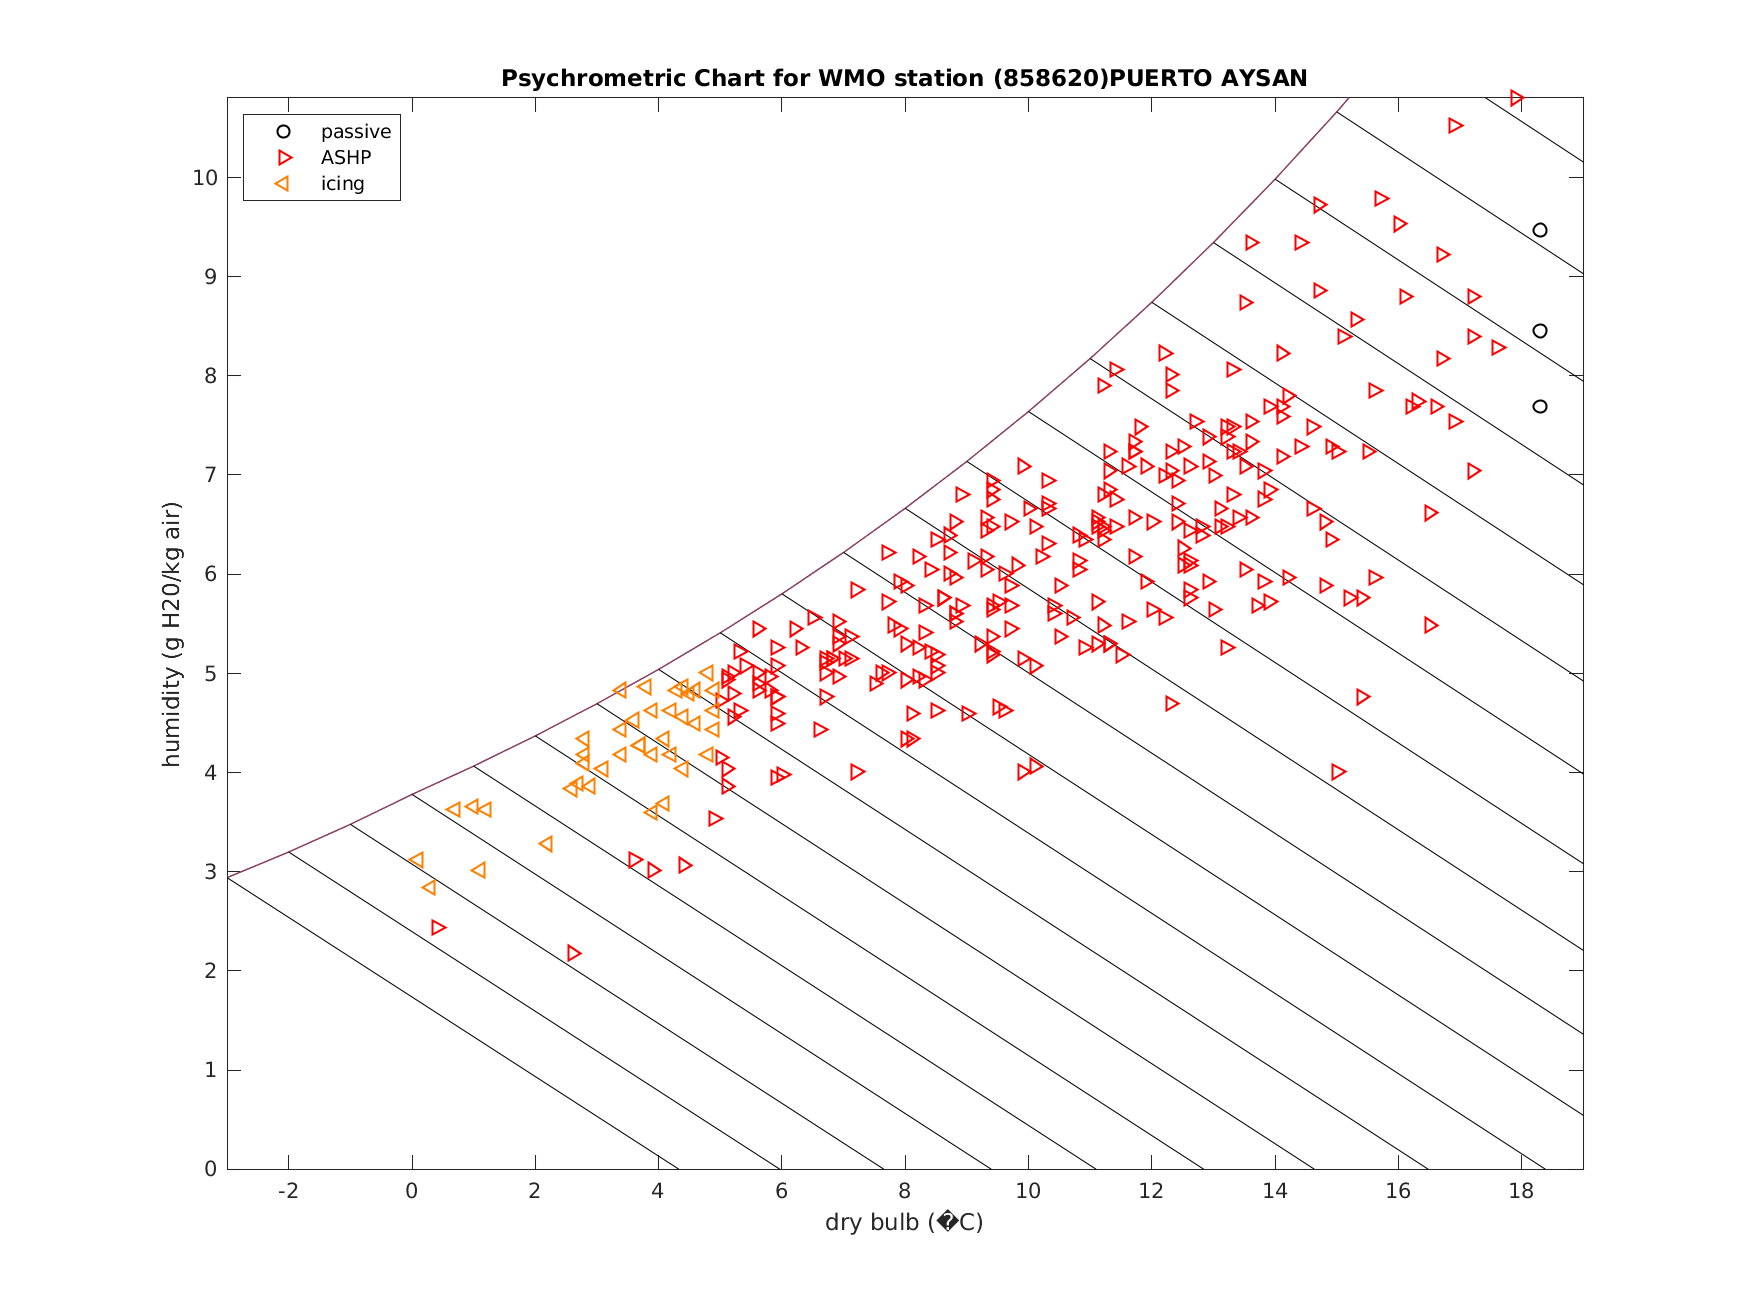 Psychrometric Chart for WMO station (858620)PUERTO AYSAN
passive
ASHP
icing
10
9
8
7
6
5
4
3
2
1
0
humidity (g H20/kg air)
-2 0 2 4 6 8 10 12 14 16 18
dry bulb (�C)